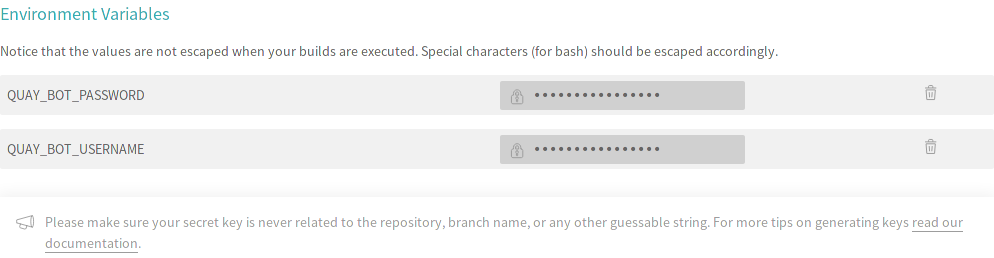 Environment Variables
Notice that the values are not escaped when your builds are executed. Special characters (for bash) should be escaped accordingly.
QUAY_BOT_PASSWORD ••••••••••••••••
QUAY_BOT_USERNAME ••••••••••••••••
Please make sure your secret key is never related to the repository, branch name, or any other guessable string. For more tips on generating keys read our
documentation.